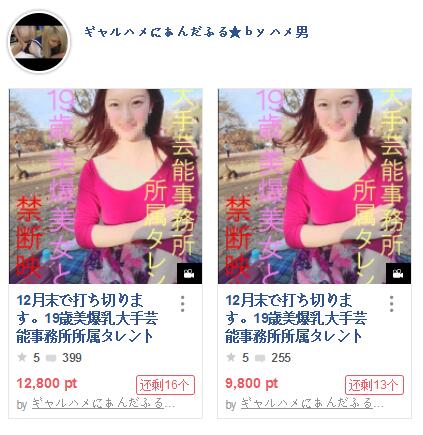 ギャルハメにぁんだふる★ｂｙハメ男
19歳美爆美女と
禁断映
大手芸能事務所
所属タレン
19歳美爆美女と
禁断映
大手芸能事務所
所属タレン
12月末で打ち切りま
す。19歳美爆乳大手芸
能事務所所属タレント
★ 5 399
12,800 pt 还剩16个
by ギャルハメにぁんだふる…
12月末で打ち切りま
す。19歳美爆乳大手芸
能事務所所属タレント
★ 5 255
9,800 pt 还剩13个
by ギャルハメにぁんだふる…